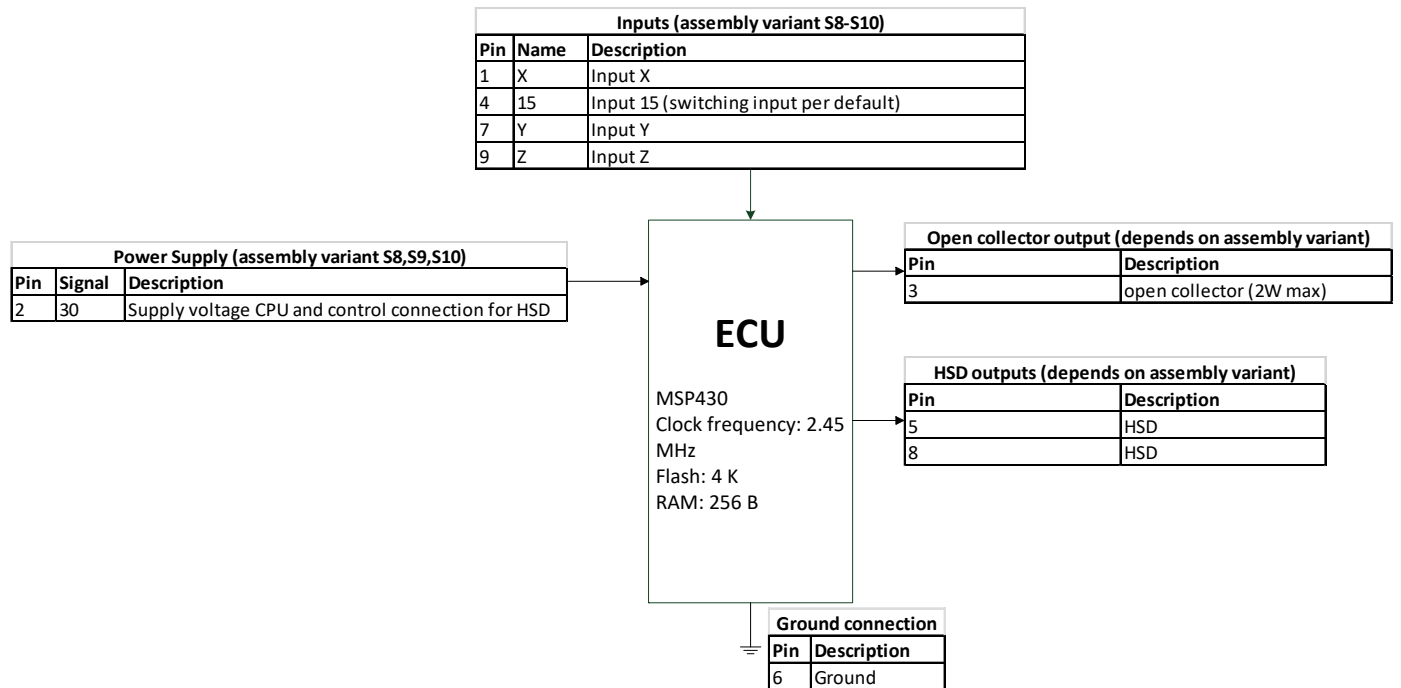 Inputs (assembly variant S8-S10)
Pin Name Description
1 X Input X
4 15 Input 15 (switching input per default)
7 Y Input Y
9 Z Input Z
Power Supply (assembly variant S8,S9,S10)
Pin Signal Description
2 30 Supply voltage CPU and control connection for HSD
ECU
MSP430
Clock frequency: 2.45
MHz
Flash: 4 K
RAM: 256 B
Open collector output (depends on assembly variant)
Pin Description
3 open collector (2W max)
HSD outputs (depends on assembly variant)
Pin Description
5 HSD
8 HSD
Ground connection
Pin Description
6 Ground